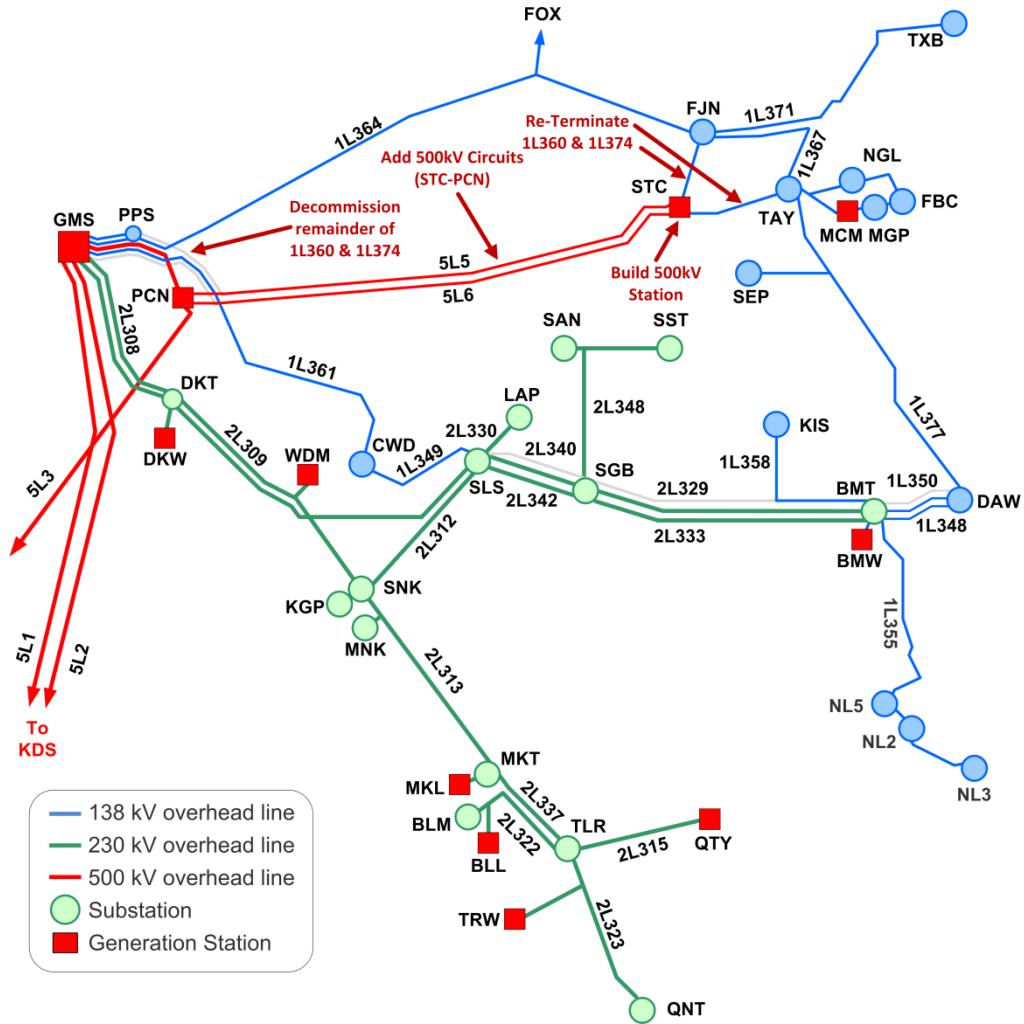 FOX
TXB
1L364
FJN
1L371
Re-Terminate
1L360 & 1L374
1L367
NGL
Add 500kV Circuits
(STC-PCN)
STC
TAY
FBC
MCM
MGP
GMS
PPS
Decommission
remainder of
1L360 & 1L374
5L5
5L6
Build 500kV
Station
SEP
PCN
2L308
SAN
SST
1L361
DKT
LAP
2L348
1L377
DKW
2L309
WDM
CWD
1L349
2L330
2L340
KIS
SLS
SGB
1L358
5L3
2L342
2L329
BMT
1L350
DAW
2L312
2L333
1L348
BMW
SNK
KGP
MNK
1L355
5L1
5L2
2L313
To
KDS
NL5
NL2
NL3
MKT
MKL
2L337
BLM
2L322
TLR
BLL
2L315
QTY
TRW
2L323
QNT
138 kV overhead line
230 kV overhead line
500 kV overhead line
Substation
Generation Station